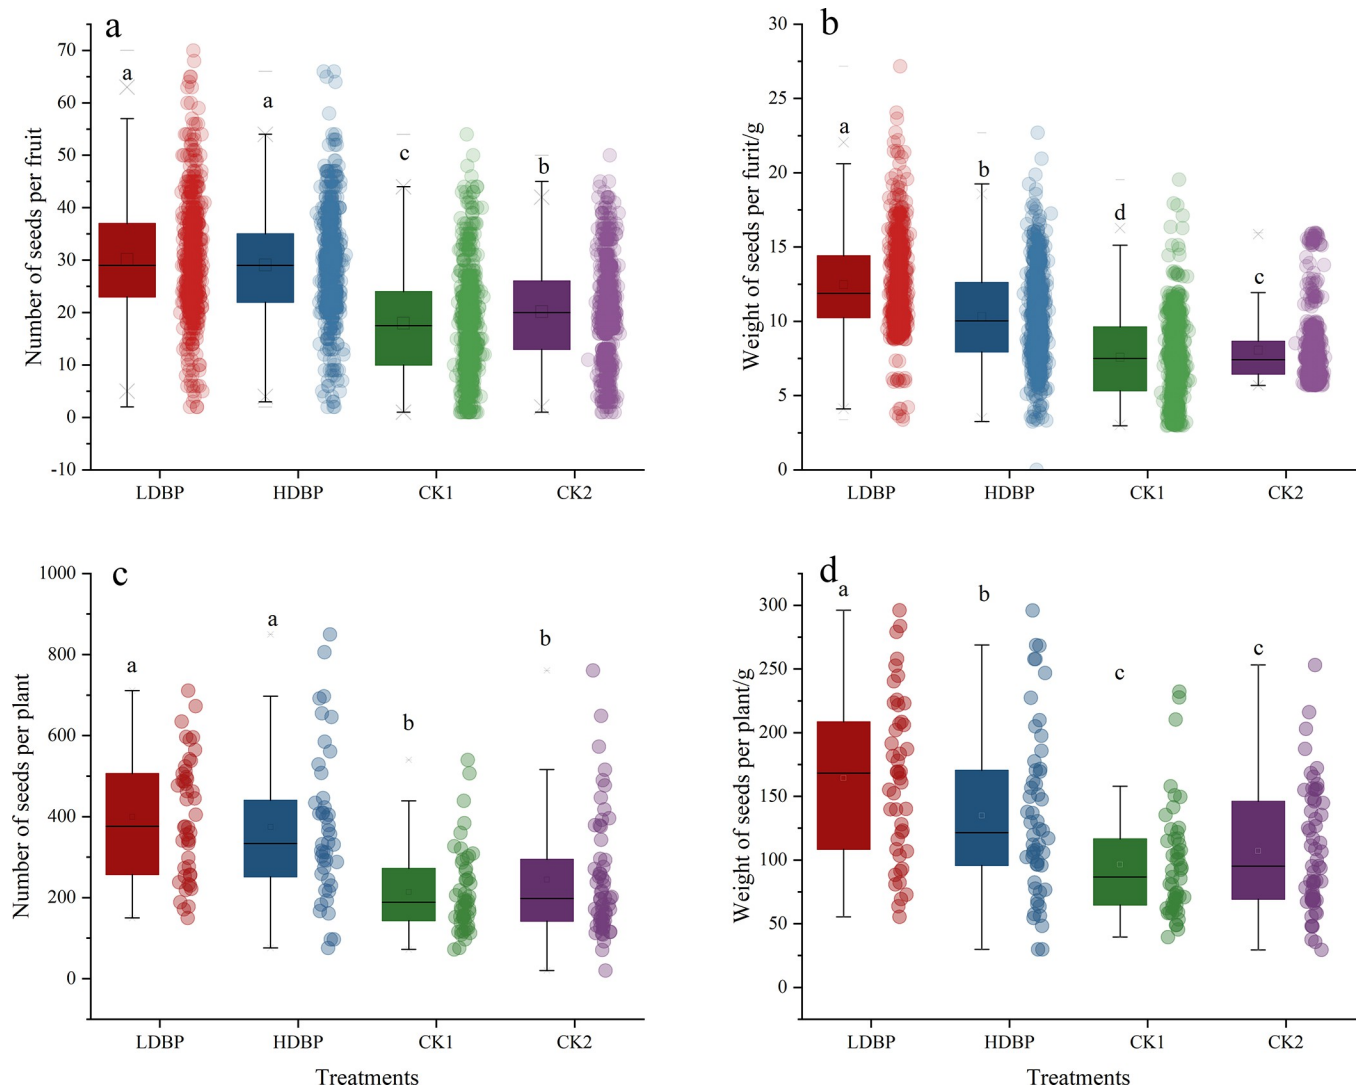 a
Number of seeds per fruit
70
60
50
40
30
20
10
0
-10
a
a
c
b
LDBP
HDBP
CK1
CK2
b
Weight of seeds per furit/g
30
25
20
15
10
5
0
a
b
d
c
LDBP
HDBP
CK1
CK2
c
Number of seeds per plant
1000
800
600
400
200
0
a
a
b
b
LDBP
HDBP
CK1
CK2
Treatments
d
Weight of seeds per plant/g
300
250
200
150
100
50
0
a
b
c
c
LDBP
HDBP
CK1
CK2
Treatments